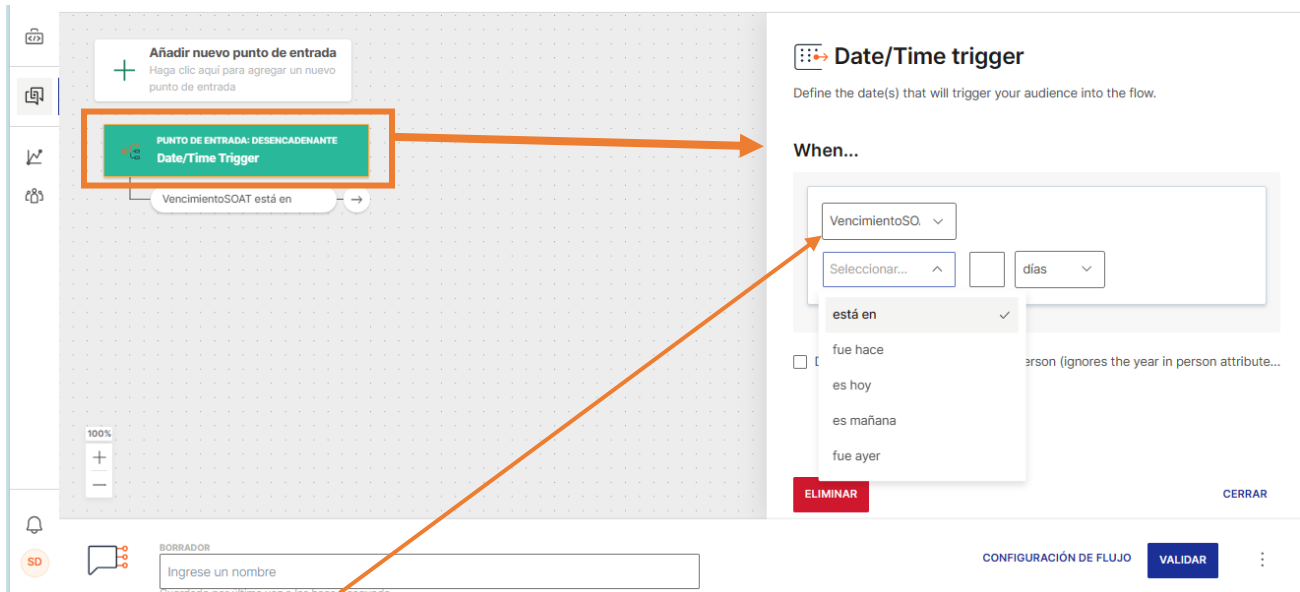 Añadir nuevo punto de entrada
Haga clic aquí para agregar un nuevo
punto de entrada
PUNTO DE ENTRADA: DESENCADENANTE
Date/Time Trigger
VencimientoSOAT está en
100%
SD
BORRADOR
Ingrese un nombre
Date/Time trigger
Define the date(s) that will trigger your audience into the flow.
When...
VencimientoSO.
Seleccionar...
días
está en
fue hace
es hoy
es mañana
fue ayer
erson (ignores the year in person attribute...
ELIMINAR
CERRAR
CONFIGURACIÓN DE FLUJO
VALIDAR